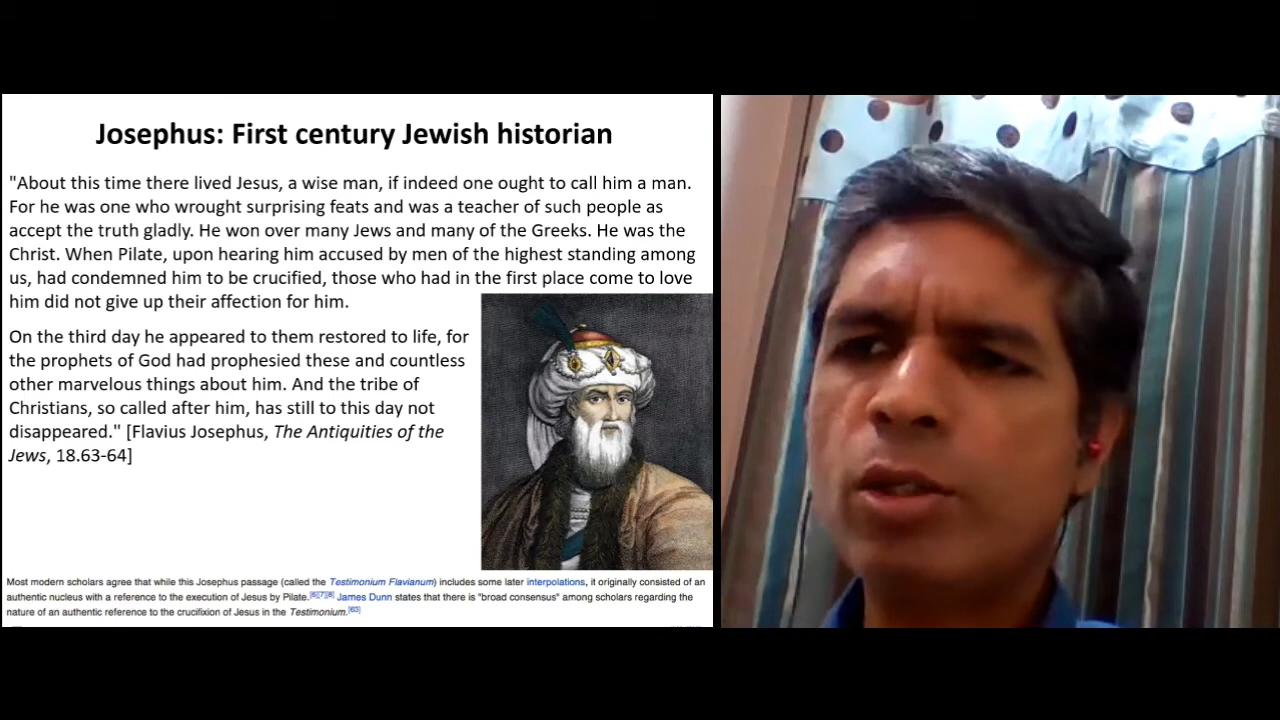 Josephus: First century Jewish historian
"About this time there lived Jesus, a wise man, if indeed one ought to call him a man.
For he was one who wrought surprising feats and was a teacher of such people as
accept the truth gladly. He won over many Jews and many of the Greeks. He was the
Christ. When Pilate, upon hearing him accused by men of the highest standing among
us, had condemned him to be crucified, those who had in the first place come to love
him did not give up their affection for him.
On the third day he appeared to them restored to life, for
the prophets of God had prophesied these and countless
other marvelous things about him. And the tribe of
Christians, so called after him, has still to this day not
disappeared." [Flavius Josephus, The Antiquities of the
Jews, 18.63-64]
Most modern scholars agree that while this Josephus passage (called the Testimonium Flavianum) includes some later interpolations, it originally consisted of an
authentic nucleus with a reference to the execution of Jesus by Pilate.[6][7][8] James Dunn states that there is "broad consensus" among scholars regarding the
nature of an authentic reference to the crucifixion of Jesus in the Testimonium.[63]